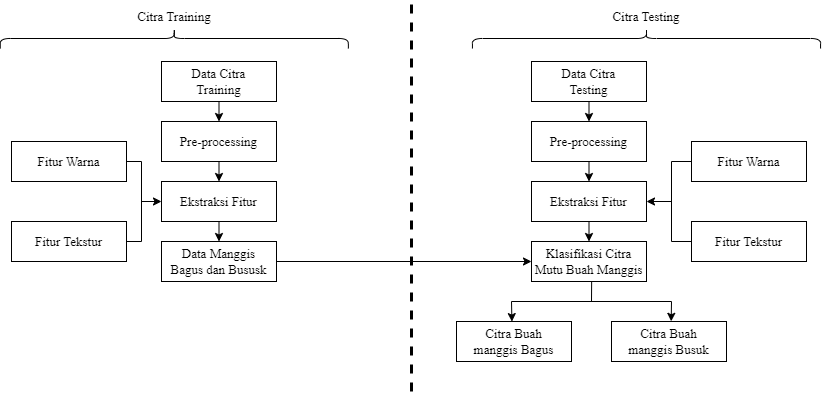 Citra Training
Data Citra
Training
Pre-processing
Fitur Warna
Ekstraksi Fitur
Fitur Tekstur
Data Manggis
Bagus dan Bususk
Citra Testing
Data Citra
Testing
Pre-processing
Fitur Warna
Ekstraksi Fitur
Fitur Tekstur
Klasifikasi Citra
Mutu Buah Manggis
Citra Buah
manggis Bagus
Citra Buah
manggis Busuk